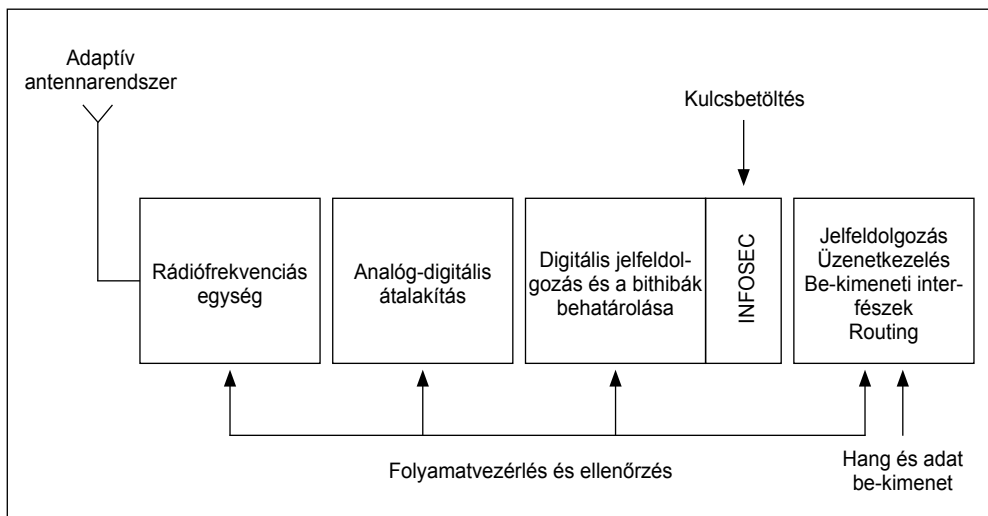 Adaptív
antennarendszer
Kulcsbetöltés
Rádiófrekvenciás
egység
Analóg-digitális
átalakítás
Digitális jelfeldol-
gozás és a bithibák
behatárolása
INFOSEC
Jelfeldolgozás
Üzenetkezelés
Be-kimeneti inter-
fészek
Routing
Folyamatvezérlés és ellenőrzés
Hang és adat
be-kimenet